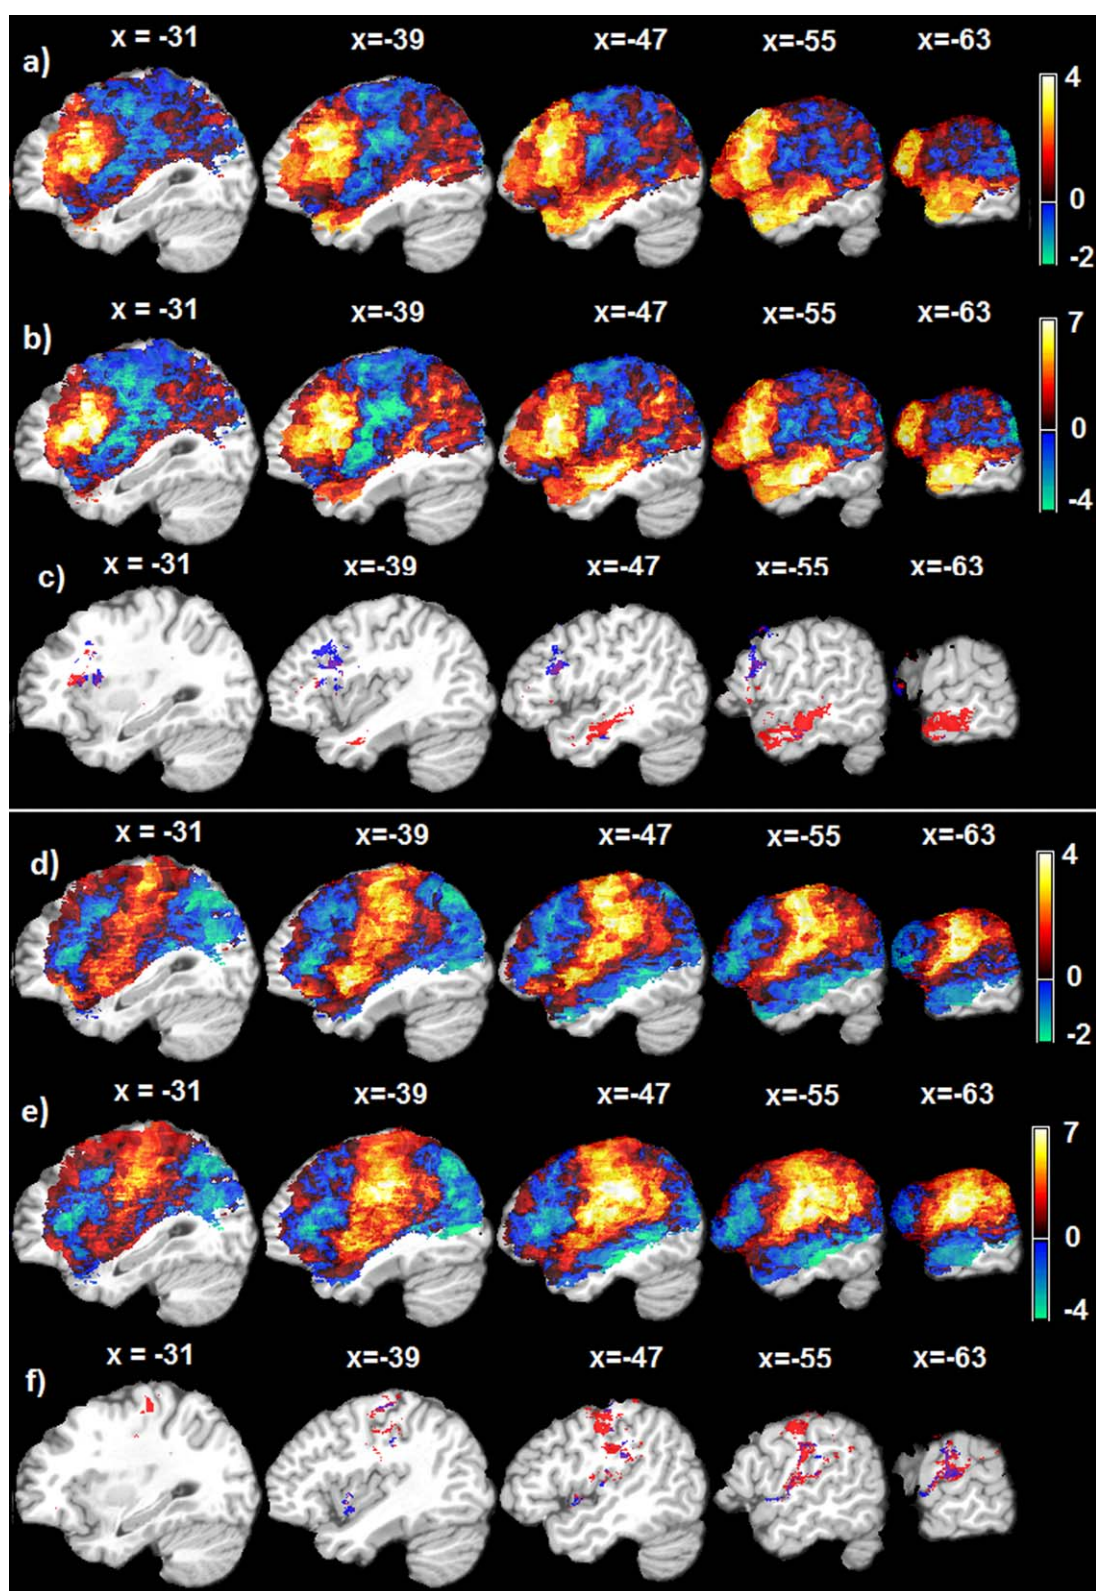 x = -31 x=-39 x=-47 x=-55 x=-63
a)
4
0
-2
x = -31 x=-39 x=-47 x=-55 x=-63
b)
7
0
-4
x = -31 x=-39 x=-47 x=-55 x=-63
c)
x = -31 x=-39 x=-47 x=-55 x=-63
d)
4
0
-2
x = -31 x=-39 x=-47 x=-55 x=-63
e)
7
0
-4
x = -31 x=-39 x=-47 x=-55 x=-63
f)